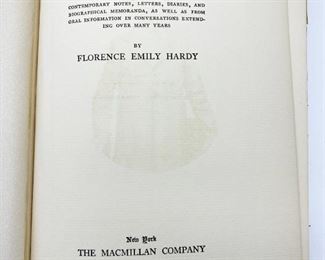 CONTEMPORARY NOTES, LETTERS, DIARIES, AND
BIOGRAPHICAL MEMORANDA, AS WELL AS FROM
ORAL INFORMATION IN CONVERSATIONS EXTEND-
ING OVER MANY YEARS
BY
FLORENCE EMILY HARDY
New York
THE MACMILLAN COMPANY